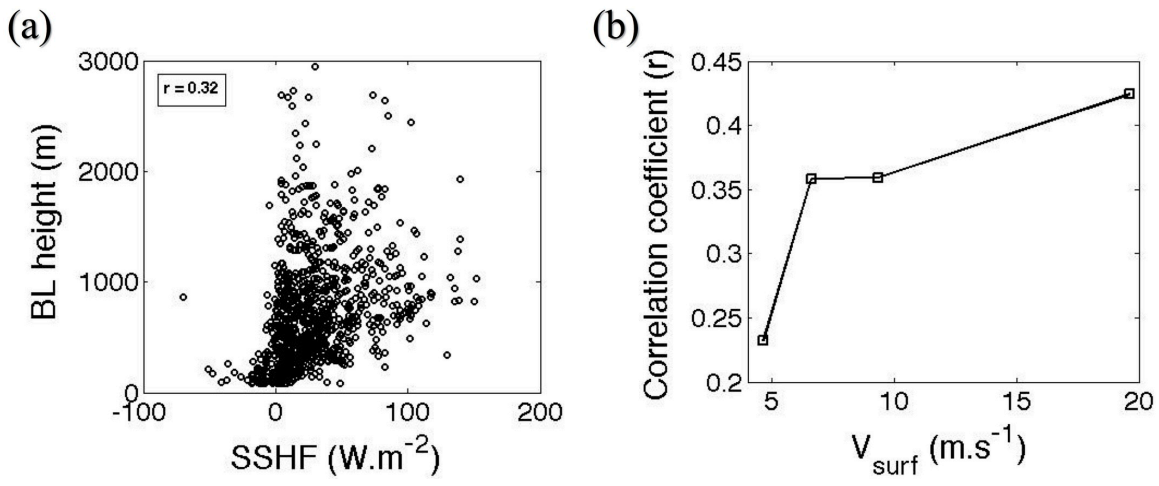 (a)
r = 0.32
BL height (m)
3000
2000
1000
0
-100
0
100
200
SSHF (W.m-2)
(b)
Correlation coefficient (r)
0.45
0.4
0.35
0.3
0.25
0.2
5
10
15
20
Vsurf (m.s-1)